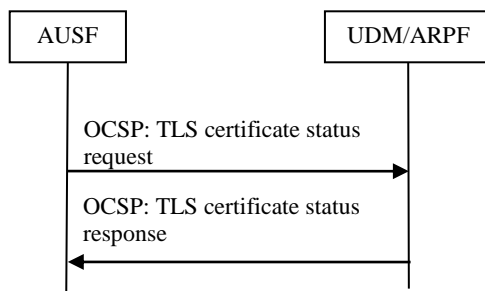 AUSF
UDM/ARPF
OCSP: TLS certificate status
request
OCSP: TLS certificate status
response